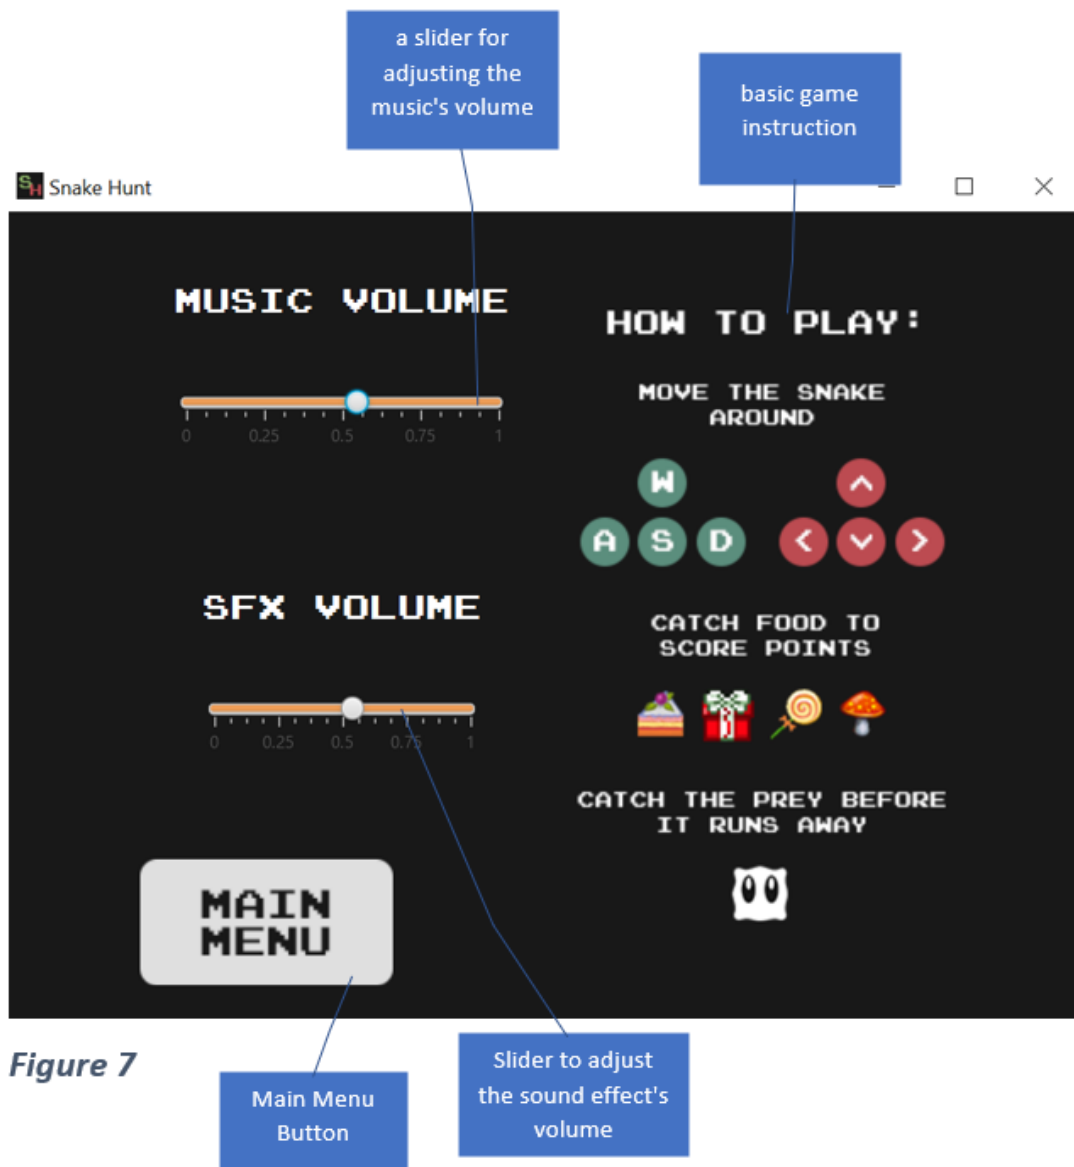 a slider for
adjusting the
music's volume
basic game
instruction
SH Snake Hunt
MUSIC VOLUME
0 0.25 0.5 0.75 1
SFX VOLUME
0 0.25 0.5 0.75 1
MAIN
MENU
HOW TO PLAY:
MOVE THE SNAKE
AROUND
W
A S D
CATCH FOOD TO
SCORE POINTS
CATCH THE PREY BEFORE
IT RUNS AWAY
Figure 7
Main Menu
Button
Slider to adjust
the sound effect's
volume